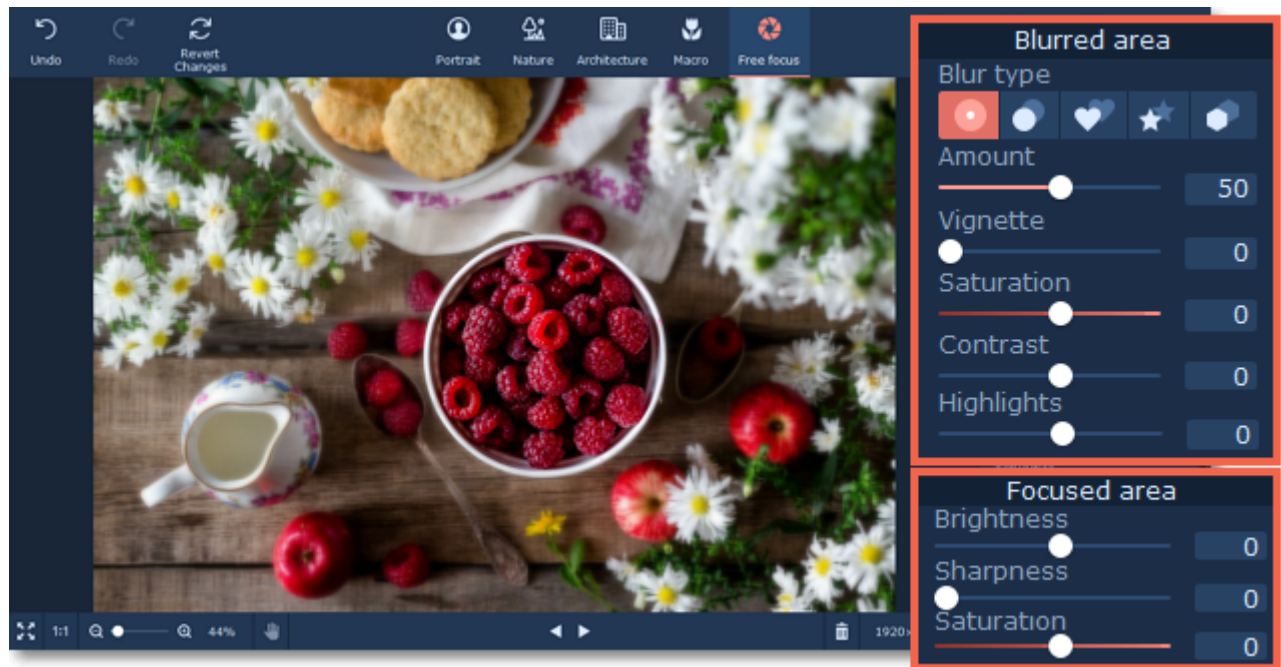 Undo
Redo
Revert
Changes
Portrait
Nature
Architecture
Macro
Free focus
Blurred area
Blur type
Amount
50
Vignette
0
Saturation
0
Contrast
0
Highlights
0
Focused area
Brightness
0
Sharpness
0
Saturation
0
1:1
44%